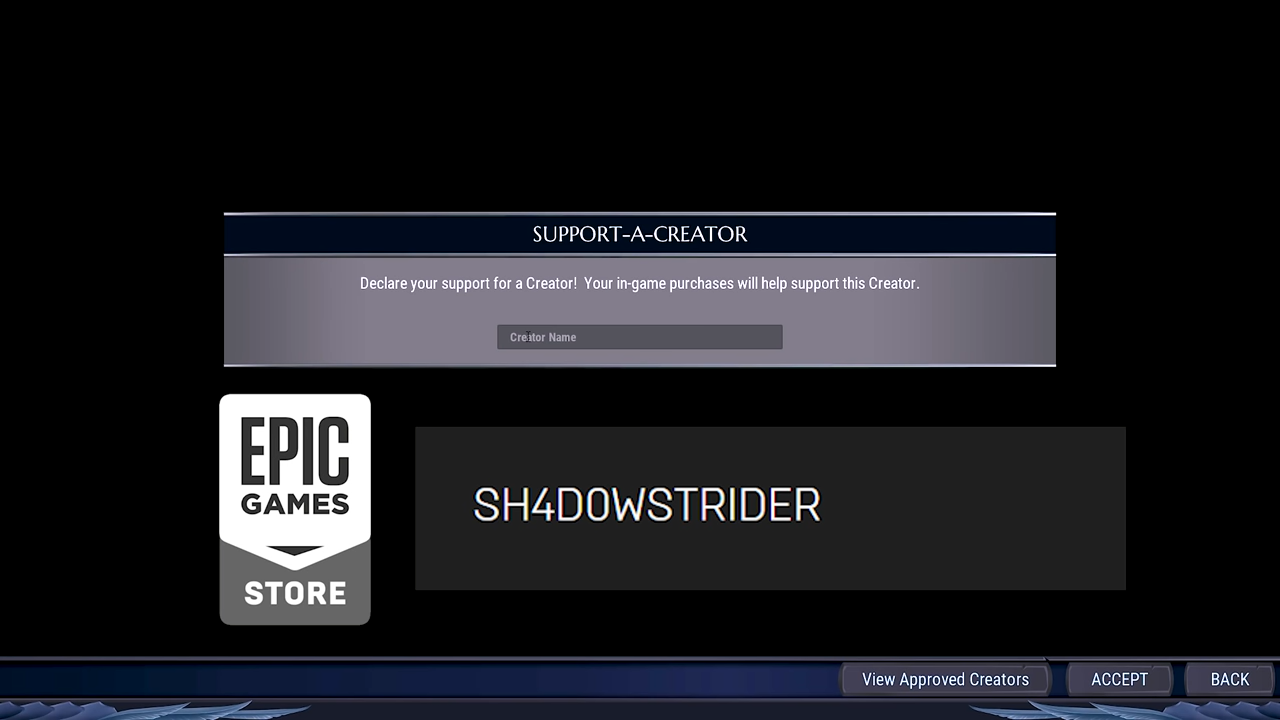 SUPPORT-A-CREATOR
Declare your support for a Creator! Your in-game purchases will help support this Creator.
Creator Name
EPIC
GAMES
STORE
SH4D0WSTRIDER
View Approved Creators
ACCEPT
BACK